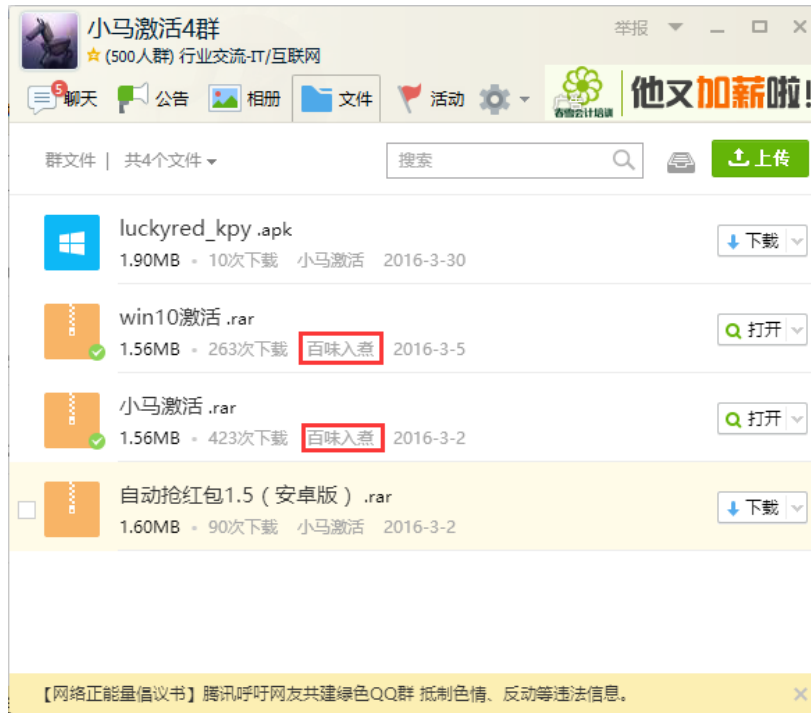 小马激活4群
举报
(500人群) 行业交流-IT/互联网
5
聊天 公告 相册 文件 活动
广告
春雪会计培训
他又加薪啦!
群文件 | 共4个文件
搜索
上传
luckyred_kpy .apk
1.90MB 10次下载 小马激活 2016-3-30
下载
win10激活 .rar
1.56MB 263次下载 百味入煮 2016-3-5
打开
小马激活 .rar
1.56MB 423次下载 百味入煮 2016-3-2
打开
自动抢红包1.5 ( 安卓版 ) .rar
1.60MB 90次下载 小马激活 2016-3-2
下载
【网络正能量倡议书】腾讯呼吁网友共建绿色QQ群 抵制色情、反动等违法信息。